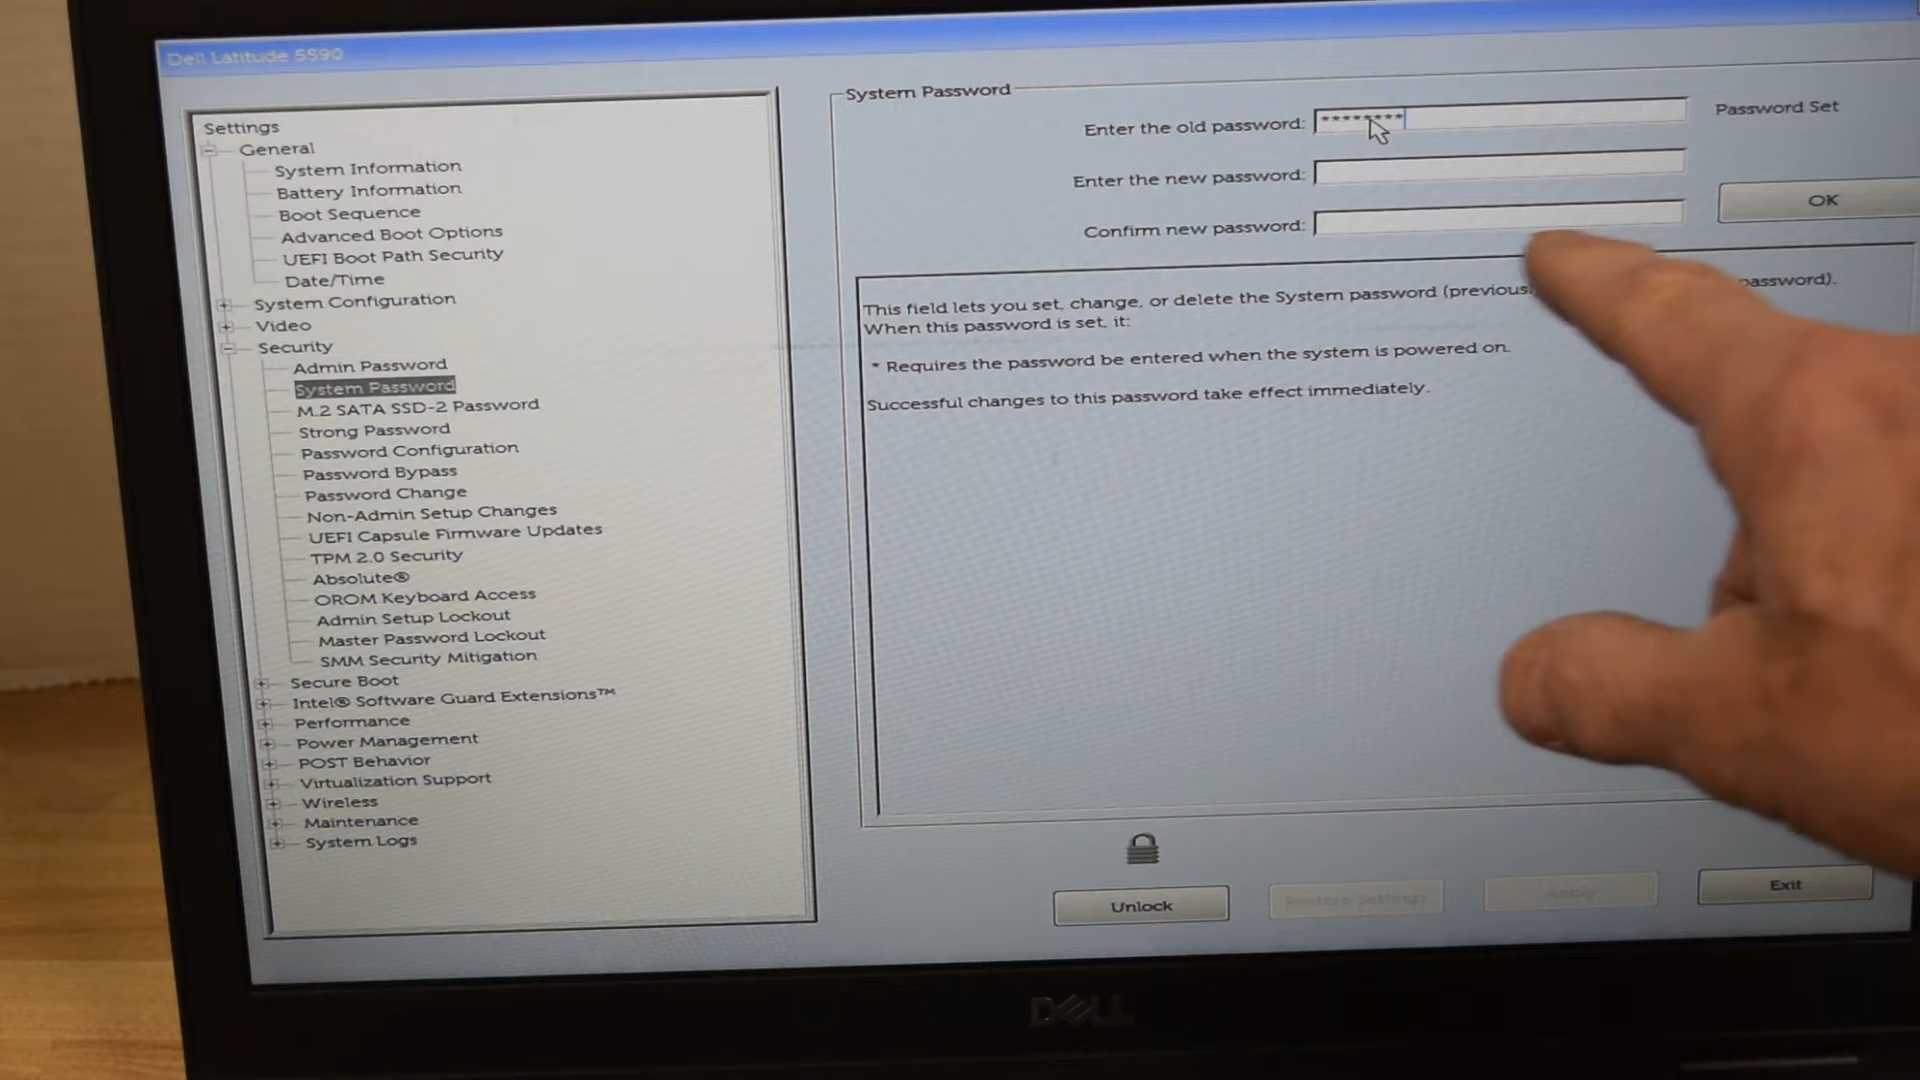 Dell Latitude 5590
Settings
General
System Information
Battery Information
Boot Sequence
Advanced Boot Options
UEFI Boot Path Security
Date/Time
System Configuration
Video
Security
Admin Password
System Password
M.2 SATA SSD-2 Password
Strong Password
Password Configuration
Password Bypass
Password Change
Non-Admin Setup Changes
UEFI Capsule Firmware Updates
TPM 2.0 Security
Absolute®
OROM Keyboard Access
Admin Setup Lockout
Master Password Lockout
SMM Security Mitigation
Secure Boot
Intel® Software Guard Extensions™
Performance
Power Management
POST Behavior
Virtualization Support
Wireless
Maintenance
System Logs
System Password
Enter the old password: ******** Password Set
Enter the new password:
OK
Confirm new password:
This field lets you set, change, or delete the System password (previous password).
When this password is set, it:
* Requires the password be entered when the system is powered on.
Successful changes to this password take effect immediately.
Unlock Restore Settings Apply Exit
DELL